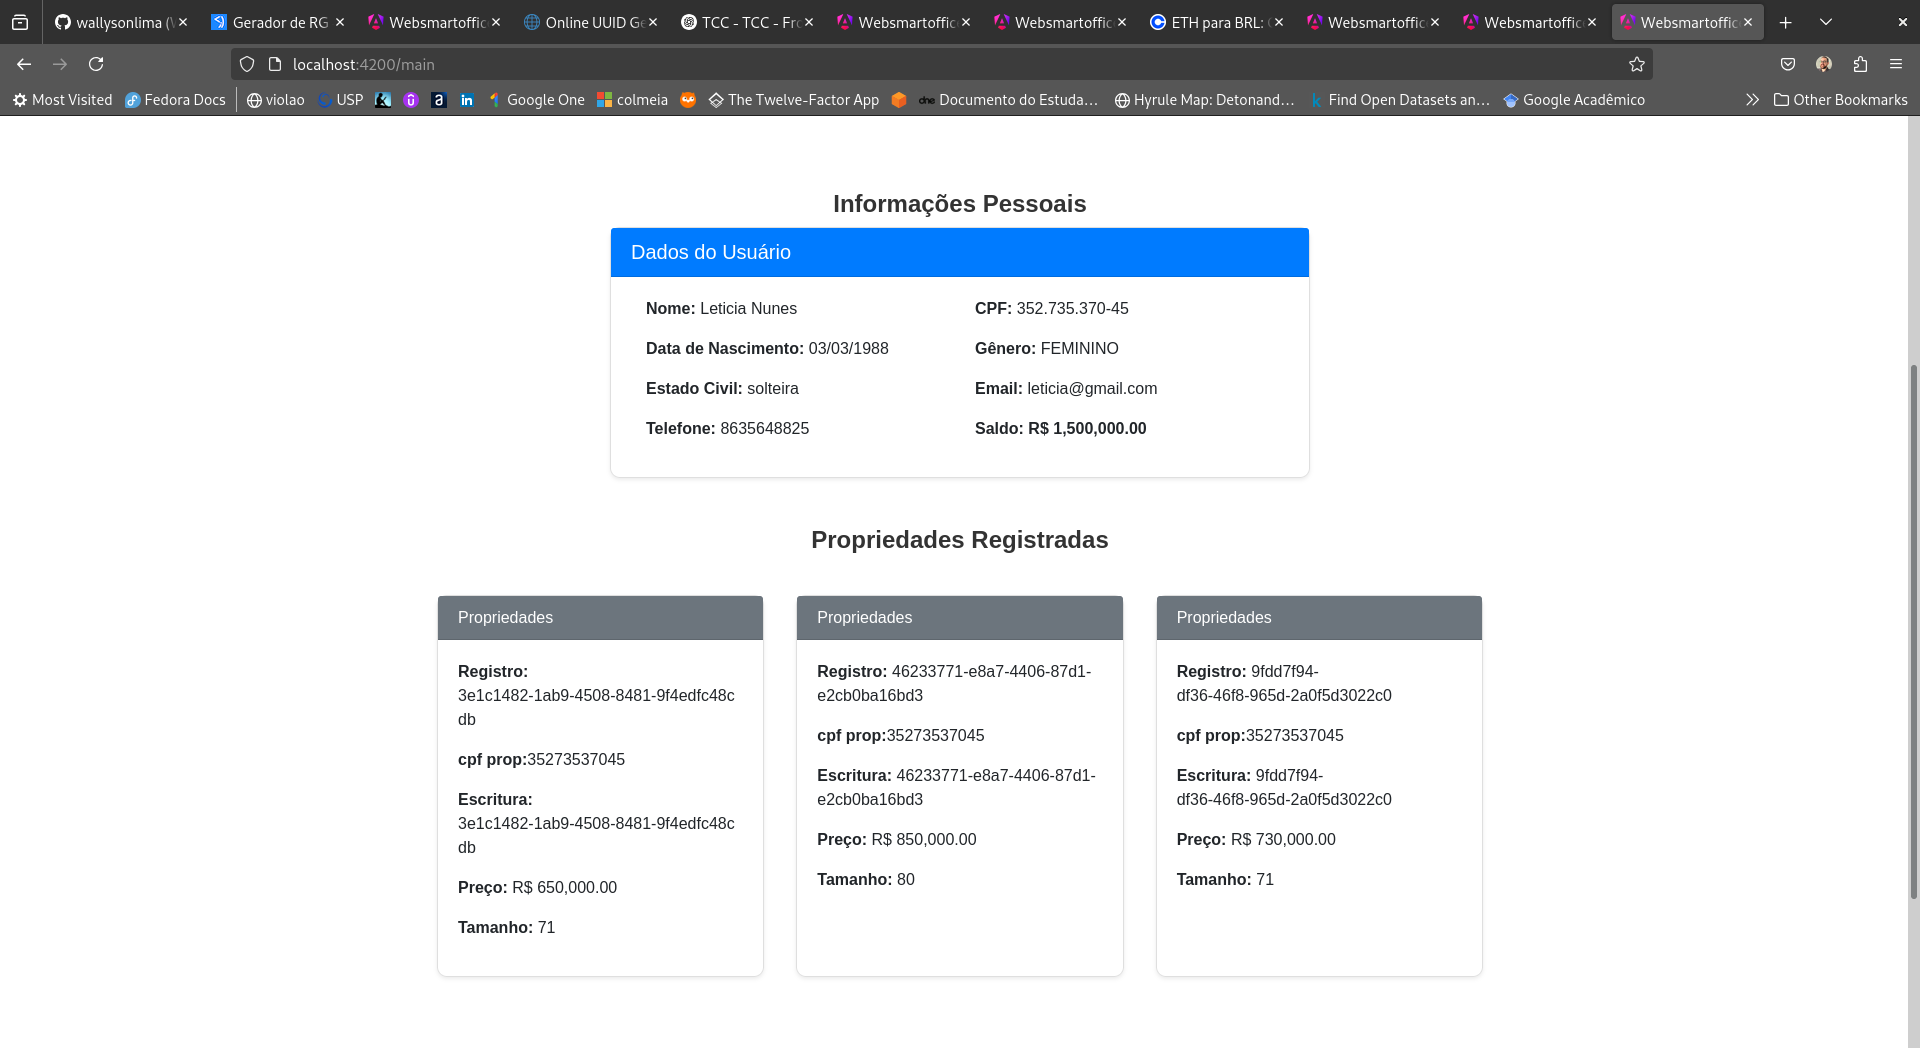 wallysonlima (
Gerador de RG
Websmartoffic
Online UUID Ge
TCC - TCC - Fro
Websmartoffic
Websmartoffic
ETH para BRL:
Websmartoffic
Websmartoffic
Websmartoffic
localhost:4200/main
Most Visited
Fedora Docs
violao
USP
Google One
colmeia
The Twelve-Factor App
Documento do Estuda…
Hyrule Map: Detonand…
Find Open Datasets an…
Google Acadêmico
Other Bookmarks
Informações Pessoais
Dados do Usuário
Nome: Leticia Nunes
CPF: 352.735.370-45
Data de Nascimento: 03/03/1988
Gênero: FEMININO
Estado Civil: solteira
Email: leticia@gmail.com
Telefone: 8635648825
Saldo: R$ 1,500,000.00
Propriedades Registradas
Propriedades
Registro:
3e1c1482-1ab9-4508-8481-9f4edfc48c
db
cpf prop:35273537045
Escritura:
3e1c1482-1ab9-4508-8481-9f4edfc48c
db
Preço: R$ 650,000.00
Tamanho: 71
Propriedades
Registro: 46233771-e8a7-4406-87d1-
e2cb0ba16bd3
cpf prop:35273537045
Escritura: 46233771-e8a7-4406-87d1-
e2cb0ba16bd3
Preço: R$ 850,000.00
Tamanho: 80
Propriedades
Registro: 9fdd7f94-
df36-46f8-965d-2a0f5d3022c0
cpf prop:35273537045
Escritura: 9fdd7f94-
df36-46f8-965d-2a0f5d3022c0
Preço: R$ 730,000.00
Tamanho: 71